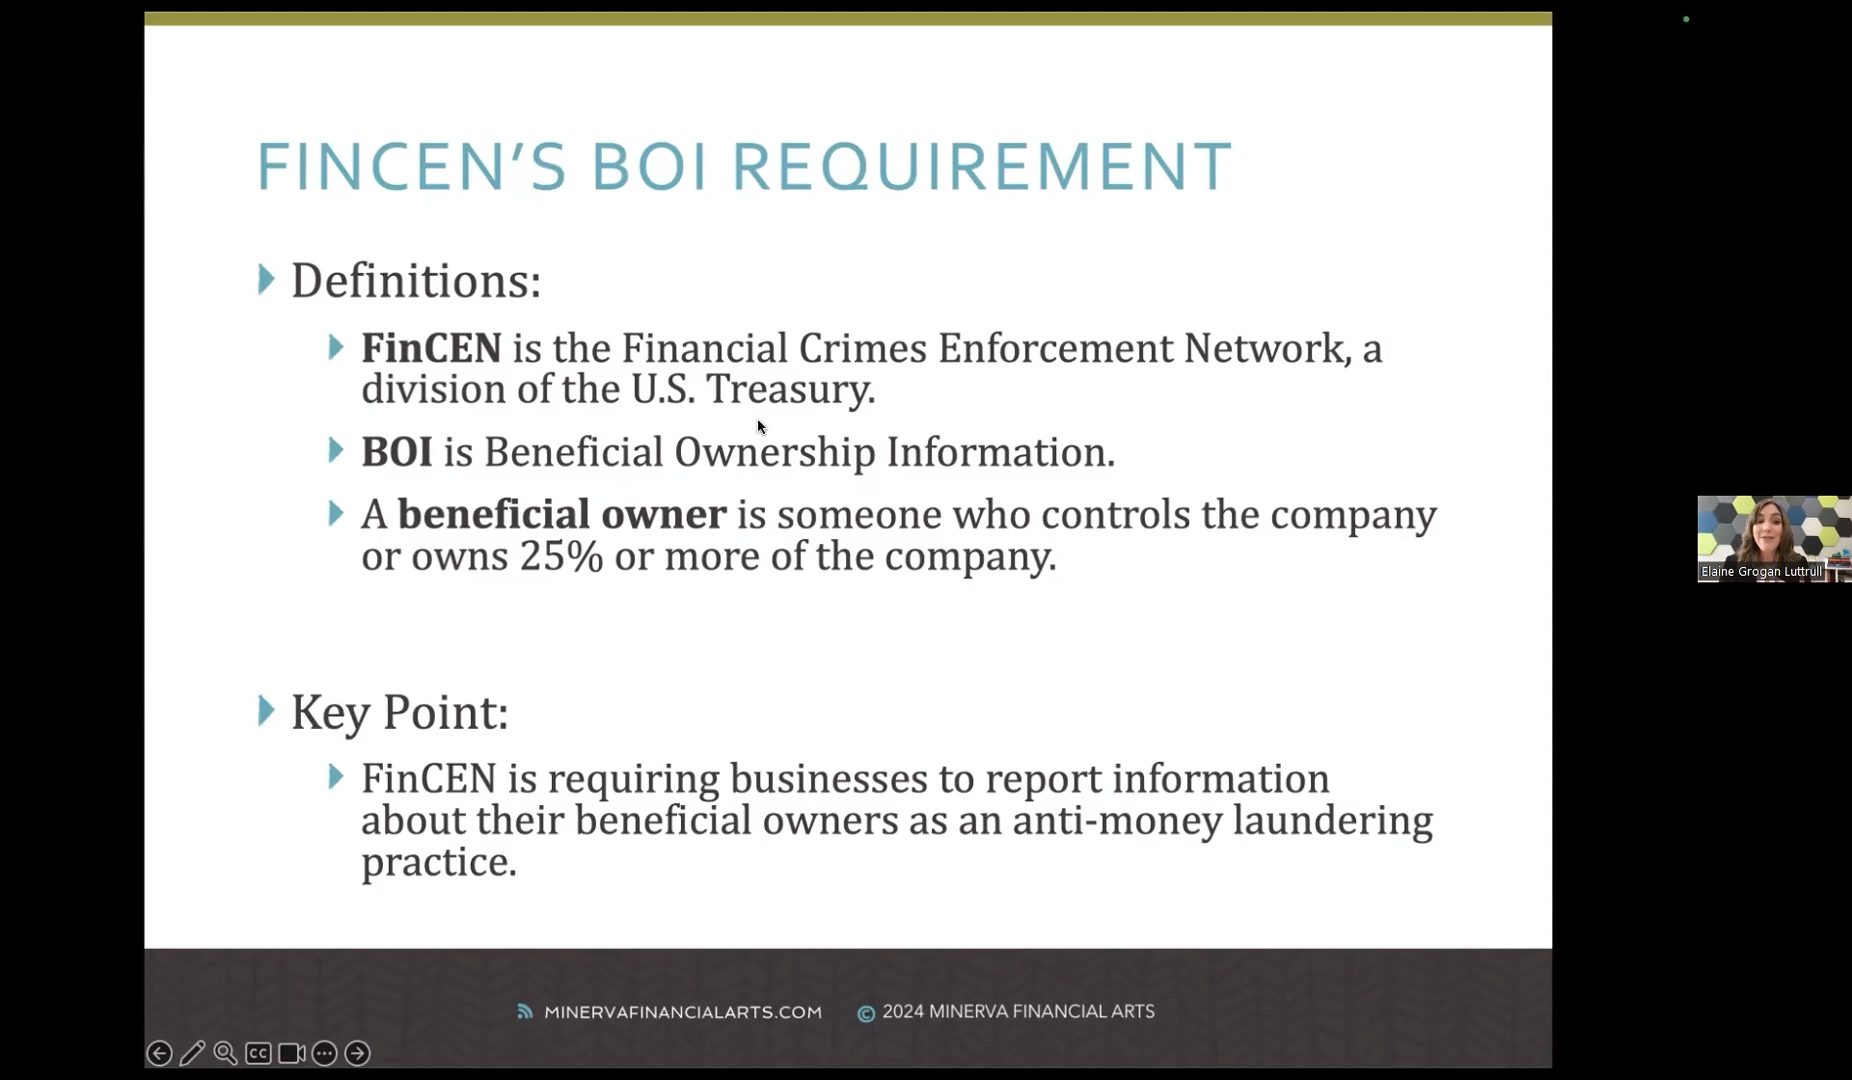 FINCEN'S BOI REQUIREMENT
Definitions:
FinCEN is the Financial Crimes Enforcement Network, a
division of the U.S. Treasury.
BOI is Beneficial Ownership Information.
A beneficial owner is someone who controls the company
or owns 25% or more of the company.
Elaine Grogan Luttrull
Key Point:
FinCEN is requiring businesses to report information
about their beneficial owners as an anti-money laundering
practice.
MINERVAFINANCIALARTS.COM © 2024 MINERVA FINANCIAL ARTS
CC